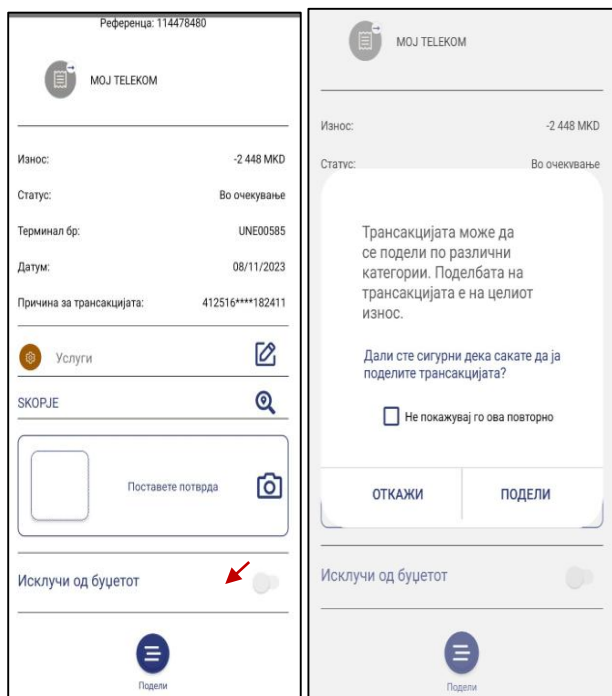 Референца: 114478480
MOJ TELEKOM
Износ: -2 448 MKD
Статус: Во очекување
Терминал бр: UNE00585
Датум: 08/11/2023
Причина за трансакцијата: 412516****182411
Услуги
SKOPJE
Поставете потврда
Исклучи од буџетот
Подели
MOJ TELEKOM
Износ: -2 448 MKD
Статус: Во очекување
Трансакцијата може да
се подели по различни
категории. Поделбата на
трансакцијата е на целиот
износ.
Дали сте сигурни дека сакате да ја
поделите трансакцијата?
Не покажувај го ова повторно
ОТКАЖИ ПОДЕЛИ
Исклучи од буџетот
Подели